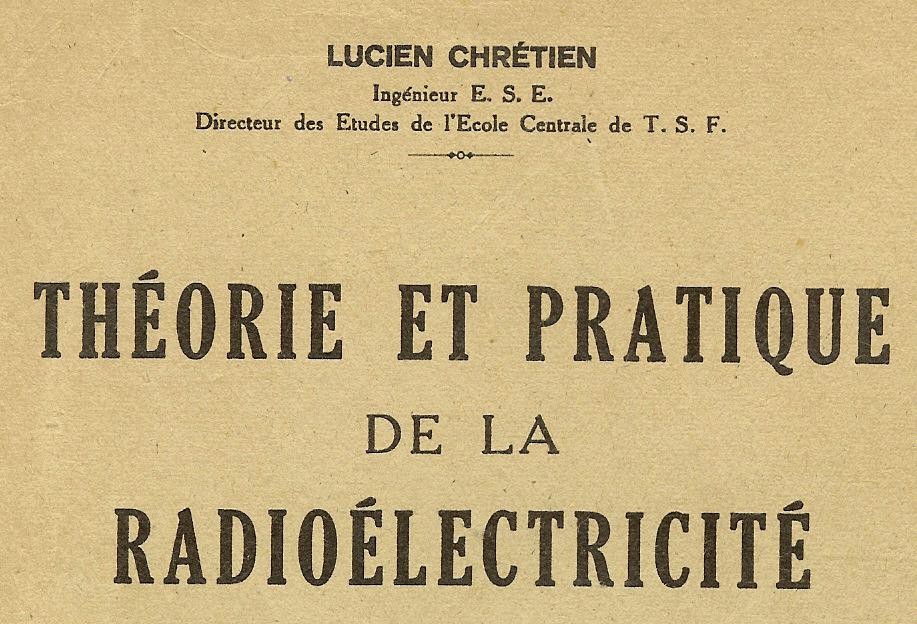 LUCIEN CHRÉTIEN
Ingénieur E. S. E.
Directeur des Etudes de l'Ecole Centrale de T. S. F.
THÉORIE ET PRATIQUE
DE LA
RADIOÉLECTRICITÉ